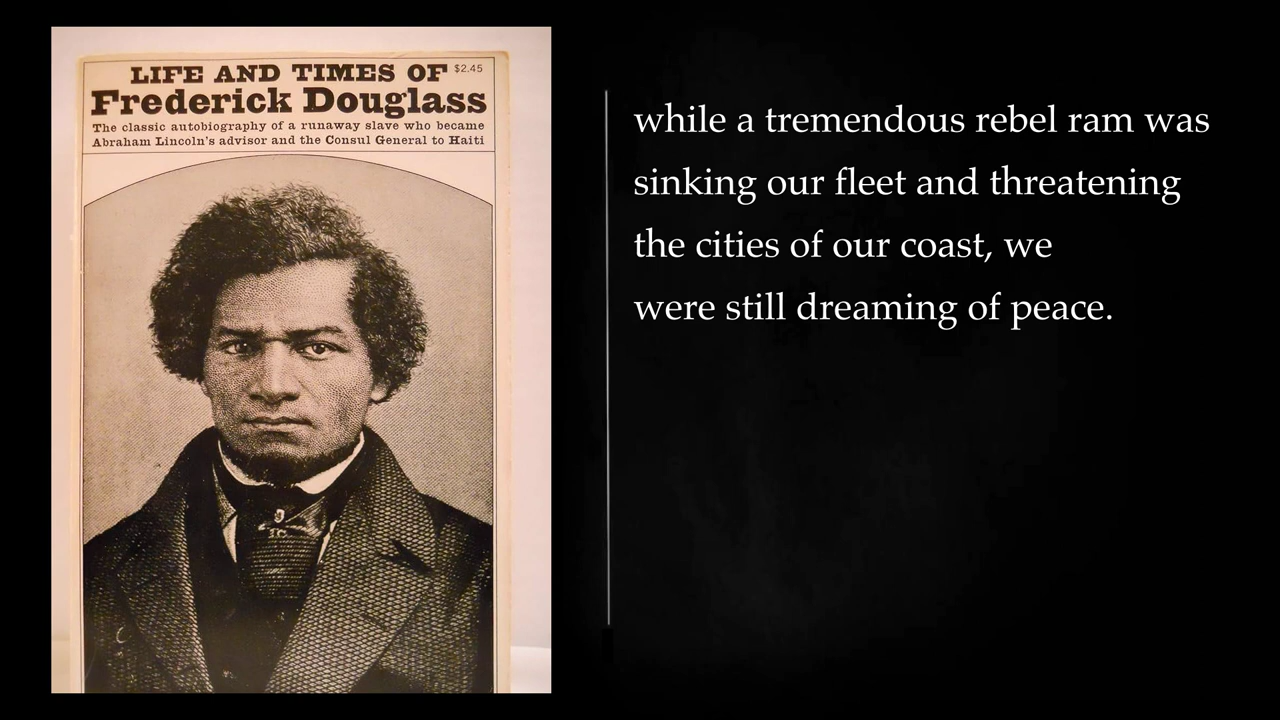 LIFE AND TIMES OF $2.45
Frederick Douglass
The classic autobiography of a runaway slave who became
Abraham Lincoln's advisor and the Consul General to Haiti
while a tremendous rebel ram was
sinking our fleet and threatening
the cities of our coast, we
were still dreaming of peace.